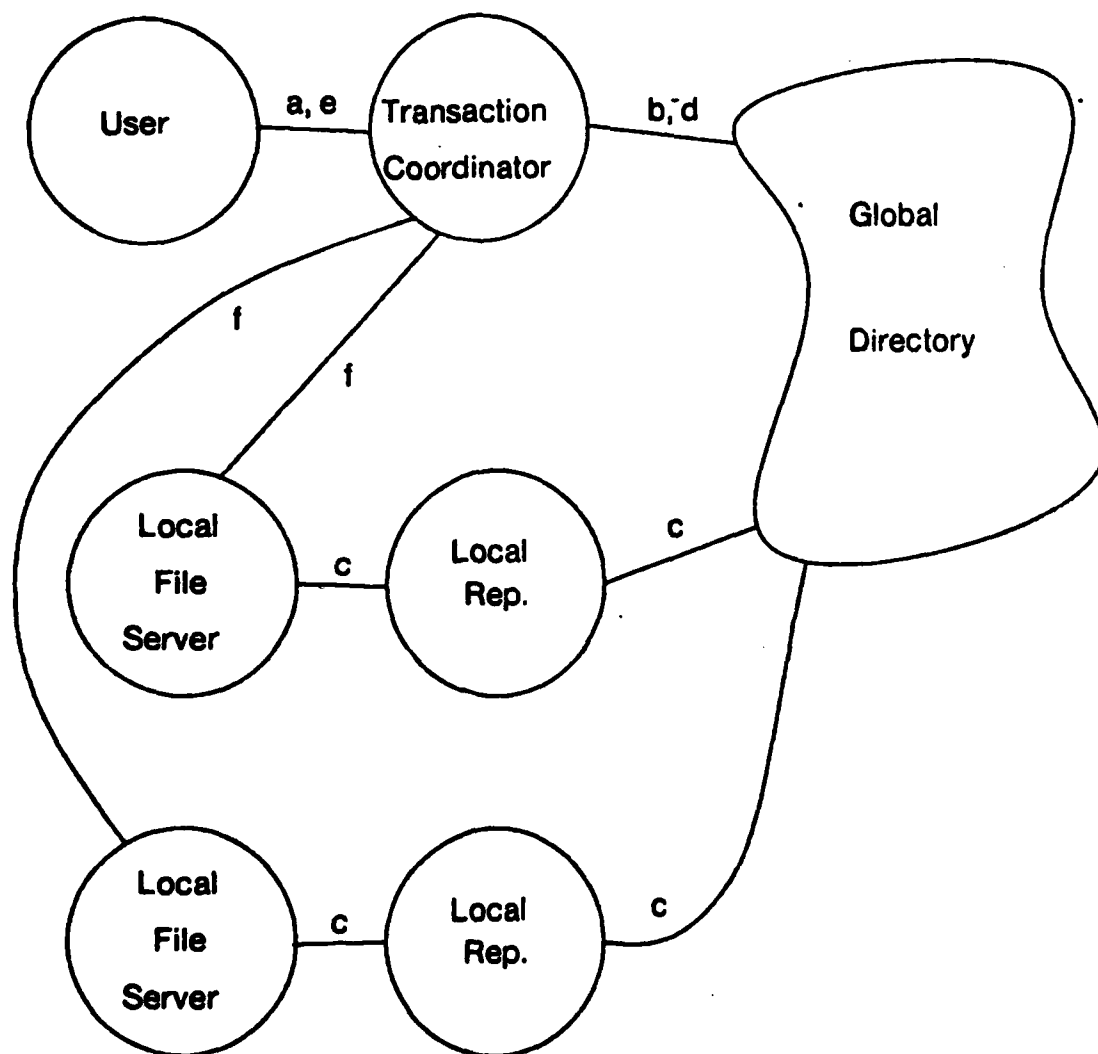 User
a, e
Transaction
Coordinator
b, d
Global
Directory
f
f
Local
File
Server
c
Local
Rep.
c
Local
File
Server
c
Local
Rep.
c